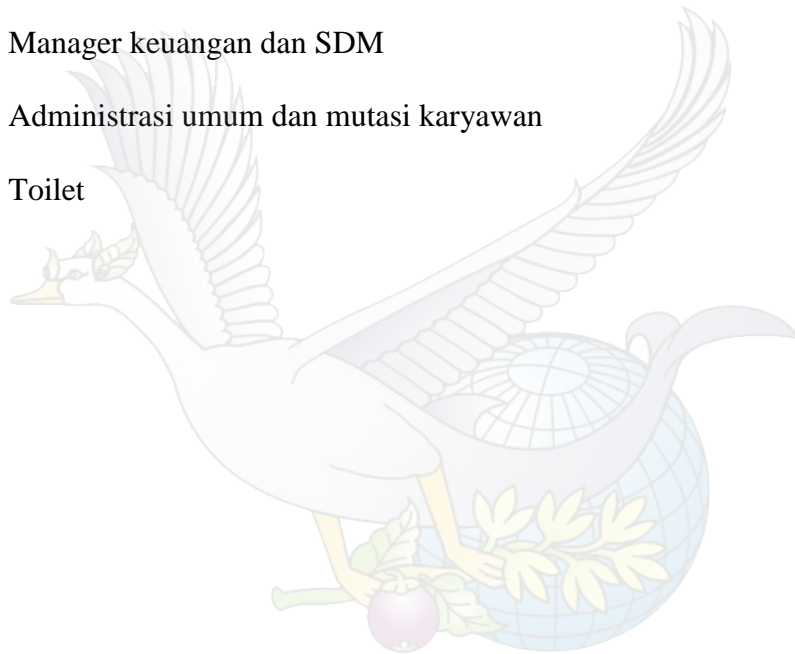 Manager keuangan dan SDM
Administrasi umum dan mutasi karyawan
Toilet